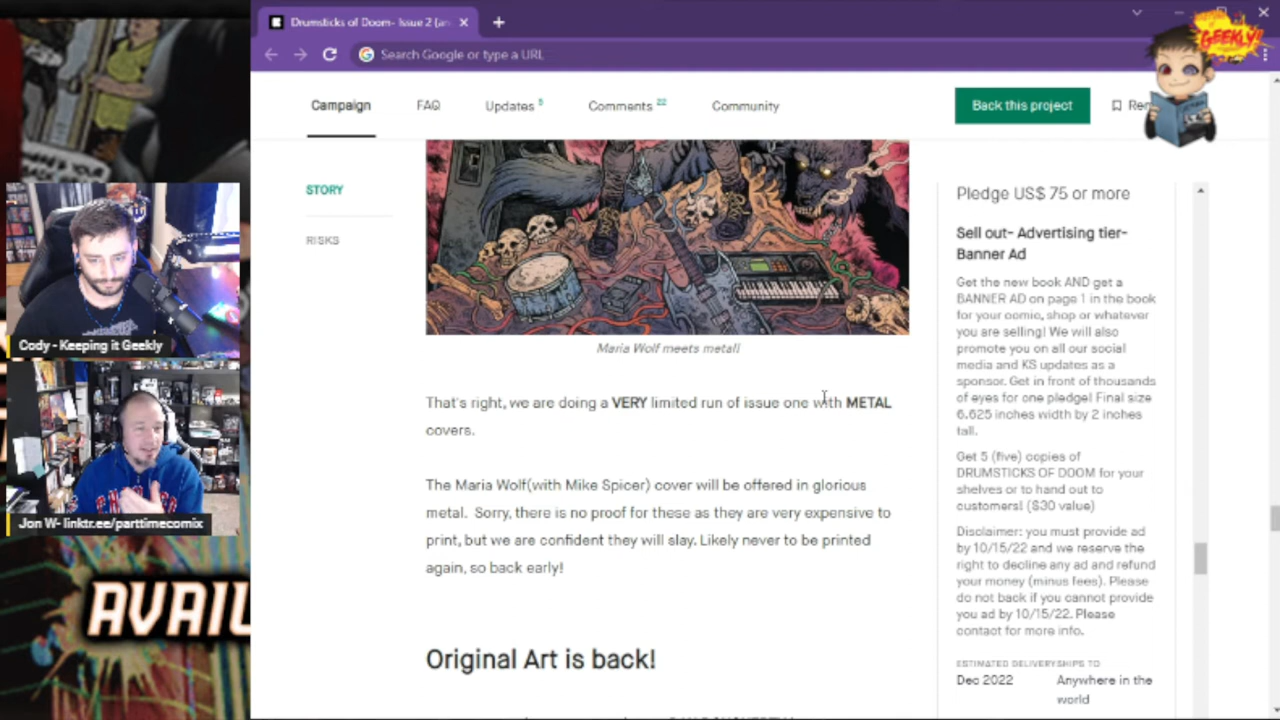 Drumsticks of Doom- Issue 2 (an
Search Google or type a URL
GEEKLY!
Campaign
FAQ
Updates 5
Comments 22
Community
Back this project
Re
STORY
RISKS
Maria Wolf meets metal!
That's right, we are doing a VERY limited run of issue one with METAL
covers.
The Maria Wolf(with Mike Spicer) cover will be offered in glorious
metal. Sorry, there is no proof for these as they are very expensive to
print, but we are confident they will slay. Likely never to be printed
again, so back early!
Original Art is back!
Pledge US$ 75 or more
Sell out- Advertising tier-
Banner Ad
Get the new book AND get a
BANNER AD on page 1 in the book
for your comic, shop or whatever
you are selling! We will also
promote you on all our social
media and KS updates as a
sponsor. Get in front of thousands
of eyes for one pledge! Final size
6.625 inches width by 2 inches
tall.
Get 5 (five) copies of
DRUMSTICKS OF DOOM for your
shelves or to hand out to
customers! ($30 value)
Disclaimer: you must provide ad
by 10/15/22 and we reserve the
right to decline any ad and refund
your money (minus fees). Please
do not back if you cannot provide
you ad by 10/15/22. Please
contact for more info.
ESTIMATED DELIVERY SHIPS TO
Dec 2022 Anywhere in the
world
Cody - Keeping it Geekly
Jon W- linktr.ee/parttimecomix
AVAIL